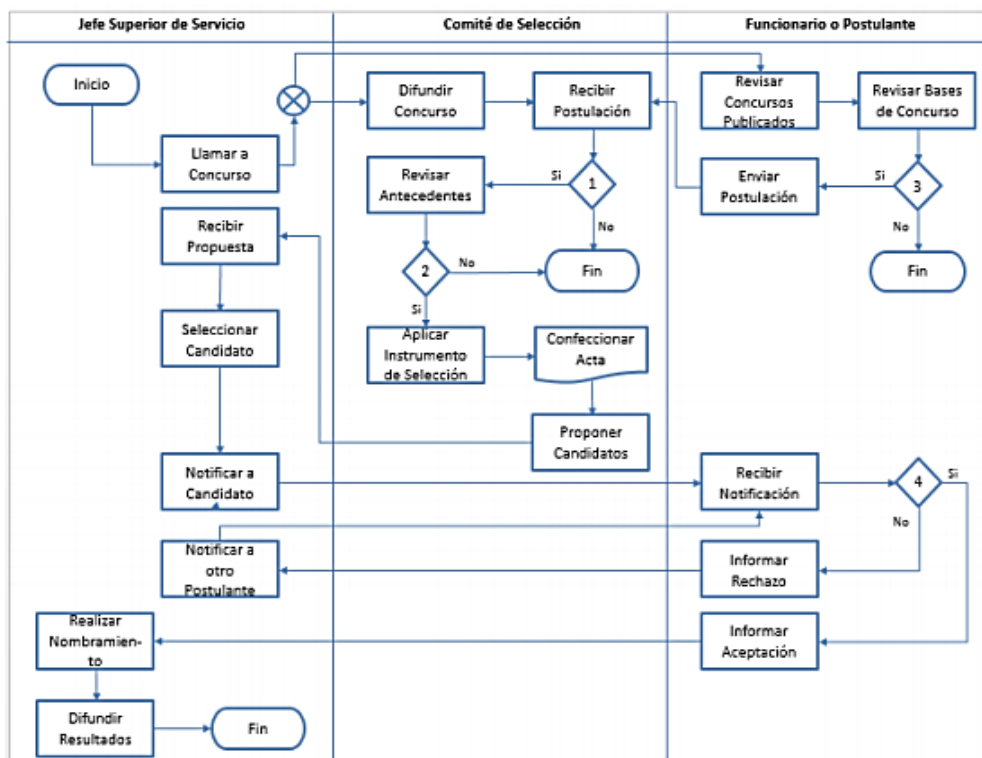 Jefe Superior de Servicio
Comité de Selección
Funcionario o Postulante
Inicio
Llamar a
Concurso
Difundir
Concurso
Recibir
Postulación
Revisar
Concursos
Publicados
Revisar Bases
de Concurso
Revisar
Antecedentes
Si
1
No
Enviar
Postulación
Si
3
No
Recibir
Propuesta
2
No
Si
Fin
Fin
Seleccionar
Candidato
Aplicar
Instrumento
de Selección
Confeccionar
Acta
Proponer
Candidatos
Notificar a
Candidato
Recibir
Notificación
4
Si
No
Notificar a
otro
Postulante
Informar
Rechazo
Realizar
Nombramien-
to
Informar
Aceptación
Difundir
Resultados
Fin